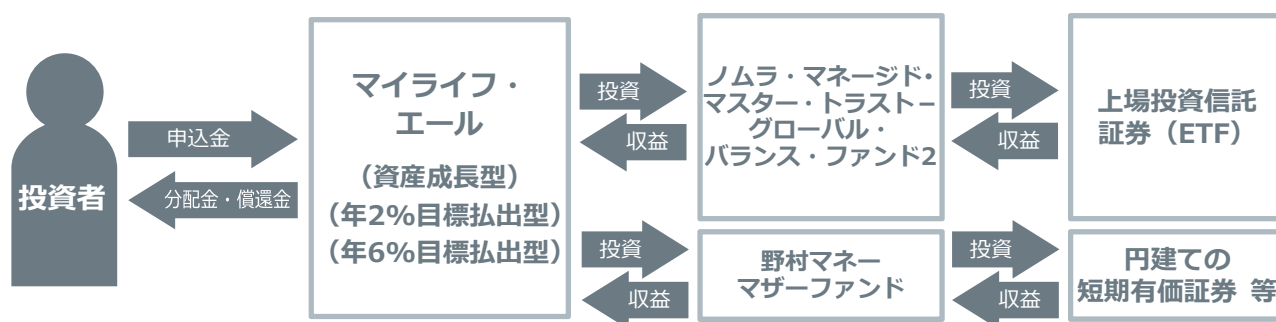 投資者
申込金
分配金・償還金
マイライフ・
エール
（資産成長型）
（年2%目標払出型）
（年6%目標払出型）
投資
収益
投資
収益
ノムラ・マネージド・
マスター・トラスト－
グローバル・
バランス・ファンド2
野村マネー
マザーファンド
投資
収益
投資
収益
上場投資信託
証券（ETF）
円建ての
短期有価証券 等